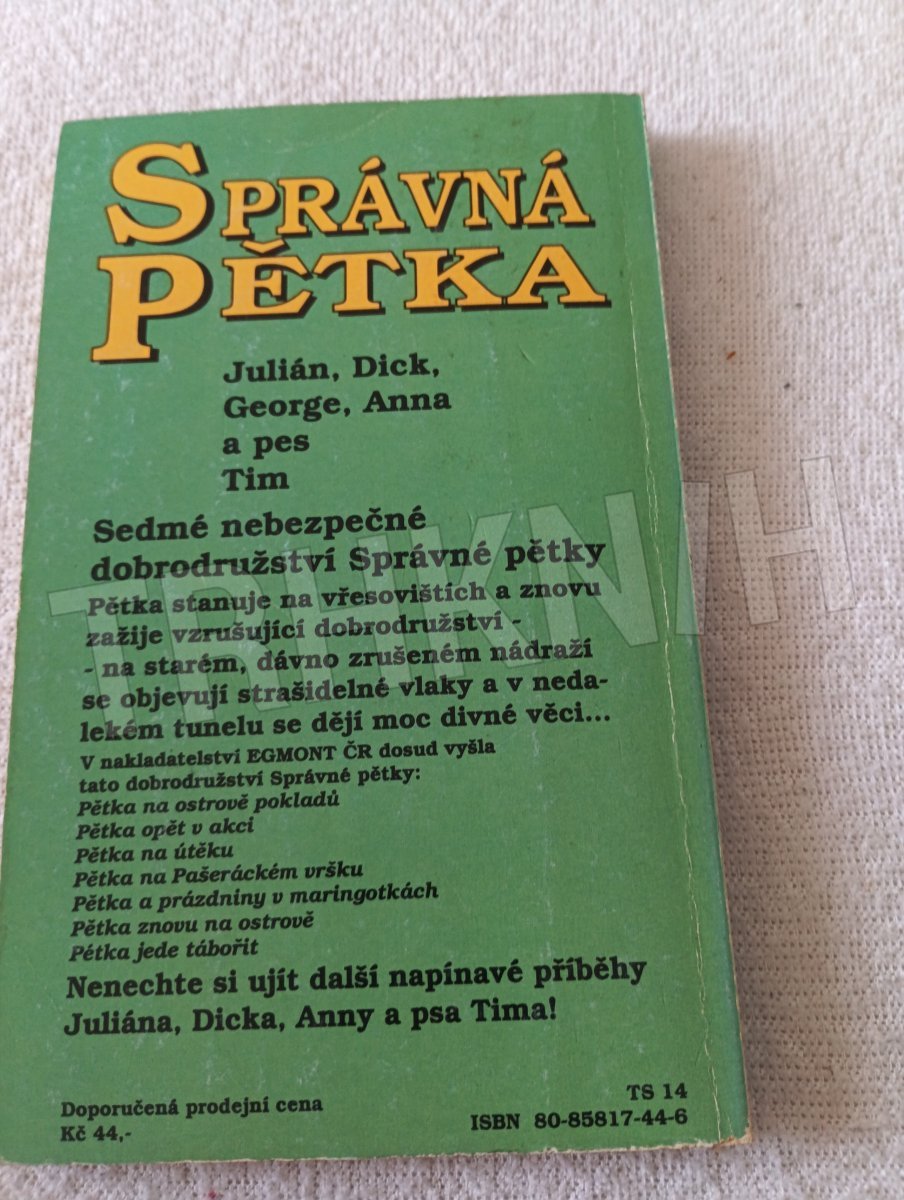 SPRÁVNÁ
PĚTKA
Julián, Dick,
George, Anna
a pes
Tim
Sedmé nebezpečné
dobrodružství Správné pětky
Pětka stanuje na vřesovištích a znovu
zažije vzrušující dobrodružství -
- na starém, dávno zrušeném nádraží
se objevují strašidelné vlaky a v neda-
lekém tunelu se dějí moc divné věci...
V nakladatelství EGMONT ČR dosud vyšla
tato dobrodružství Správné pětky:
Pětka na ostrově pokladů
Pětka opět v akci
Pětka na útěku
Pětka na Pašeráckém vršku
Pětka a prázdniny v maringotkách
Pětka znovu na ostrově
Pétka jede tábořit
Nenechte si ujít další napínavé příběhy
Juliána, Dicka, Anny a psa Tima!
Doporučená prodejní cena
Kč 44,-
TS 14
ISBN 80-85817-44-6
TRHKNIH